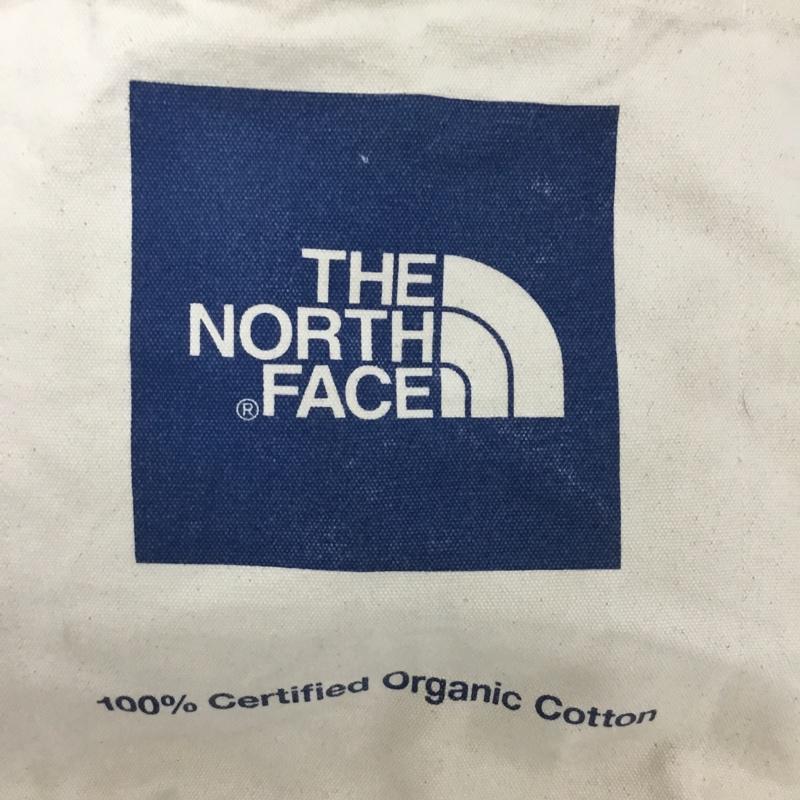 THE
NORTH
® FACE
100% Certified Organic Cotton